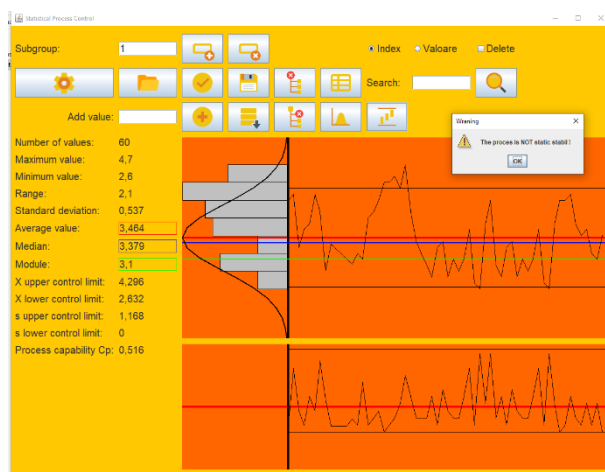 Statistical Process Control
Subgroup: 1
Index Valoare Delete
Search:
Add value:
Number of values: 60
Maximum value: 4,7
Minimum value: 2,6
Range: 2,1
Standard deviation: 0,537
Average value: 3,464
Median: 3,379
Module: 3,1
X upper control limit: 4,296
X lower control limit: 2,632
s upper control limit: 1,168
s lower control limit: 0
Process capability Cp: 0,516
Warning
The proces is NOT static stabil!
OK